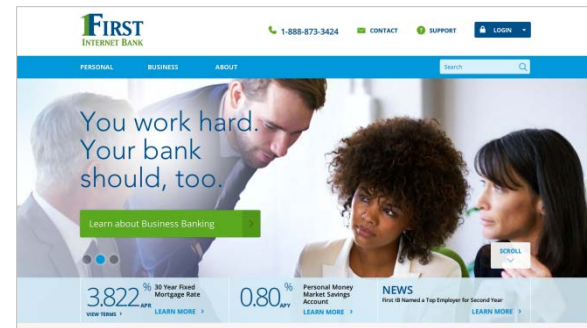 1FIRST
INTERNET BANK
1-888-873-3424
CONTACT
SUPPORT
LOGIN
PERSONAL
BUSINESS
ABOUT
Search
You work hard.
Your bank
should, too.
Learn about Business Banking
SCROLL
3.822% APR
30 Year Fixed
Mortgage Rate
VIEW TERMS
LEARN MORE
0.80% APY
Personal Money
Market Savings
Account
LEARN MORE
NEWS
First IB Named a Top Employer for Second Year
LEARN MORE